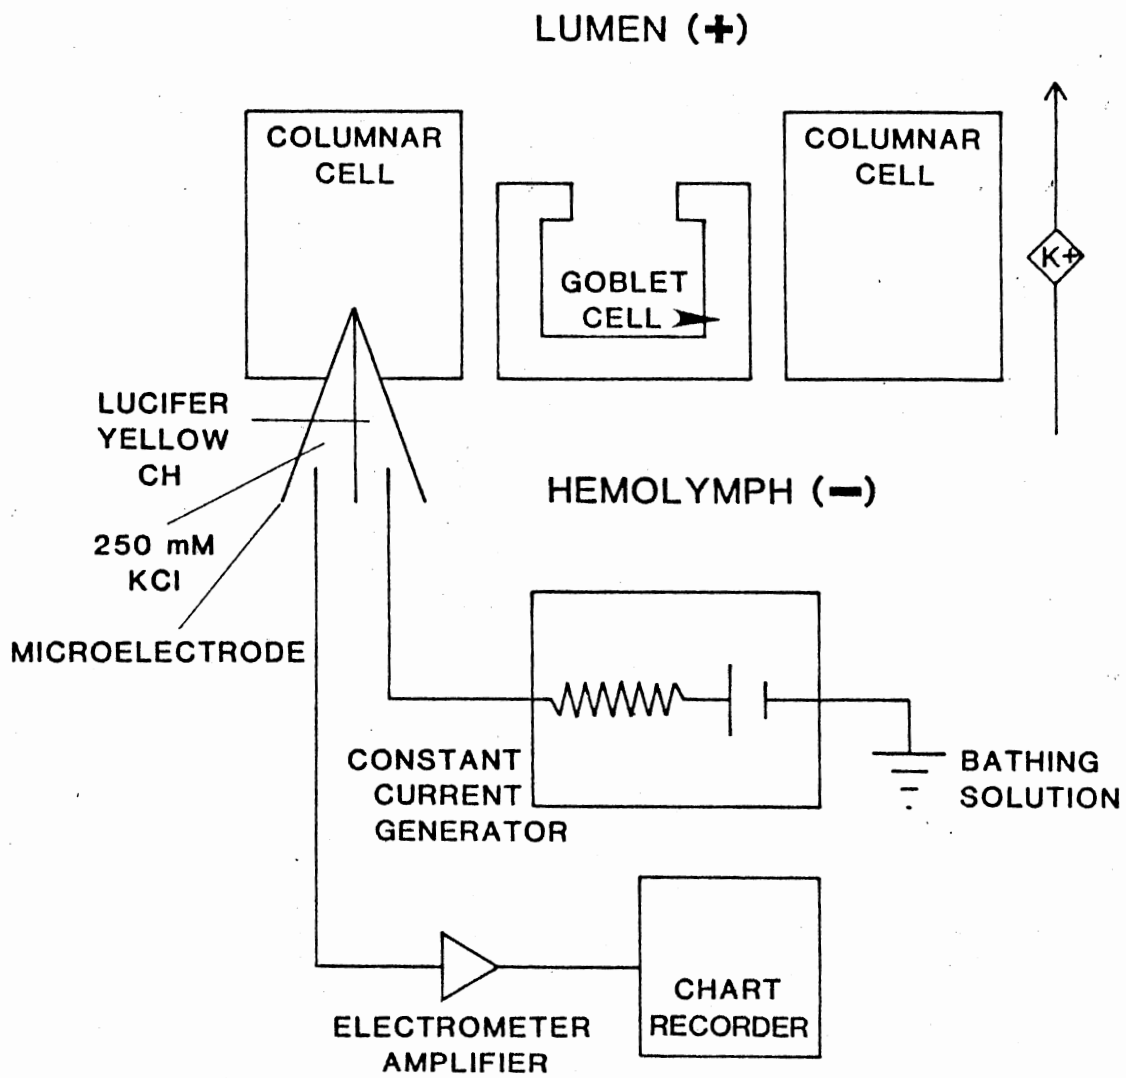 LUMEN (+)
COLUMNAR
CELL
COLUMNAR
CELL
GOBLET
CELL
K+
LUCIFER
YELLOW
CH
HEMOLYMPH (-)
250 mM
KCl
MICROELECTRODE
CONSTANT
CURRENT
GENERATOR
BATHING
SOLUTION
CHART
RECORDER
ELECTROMETER
AMPLIFIER